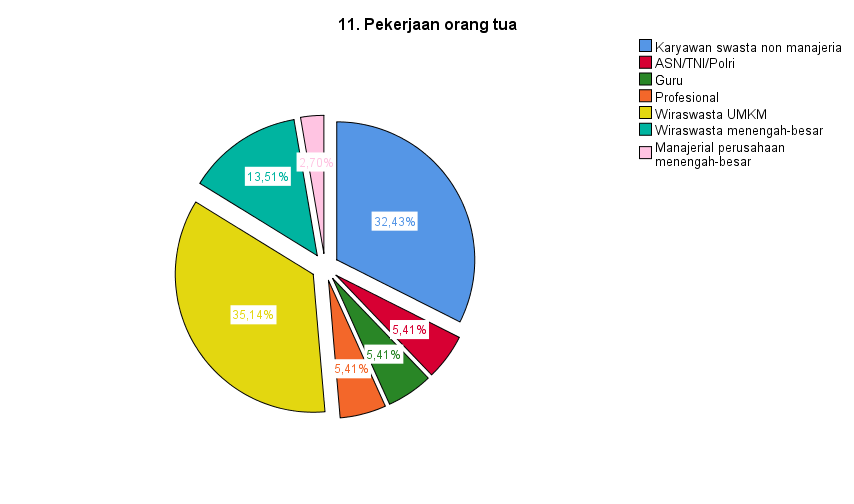 11. Pekerjaan orang tua
Karyawan swasta non manajeria
ASN/TNI/Polri
Guru
Profesional
Wiraswasta UMKM
Wiraswasta menengah-besar
Manajerial perusahaan
menengah-besar
2,70%
13,51%
32,43%
35,14%
5,41%
5,41%
5,41%